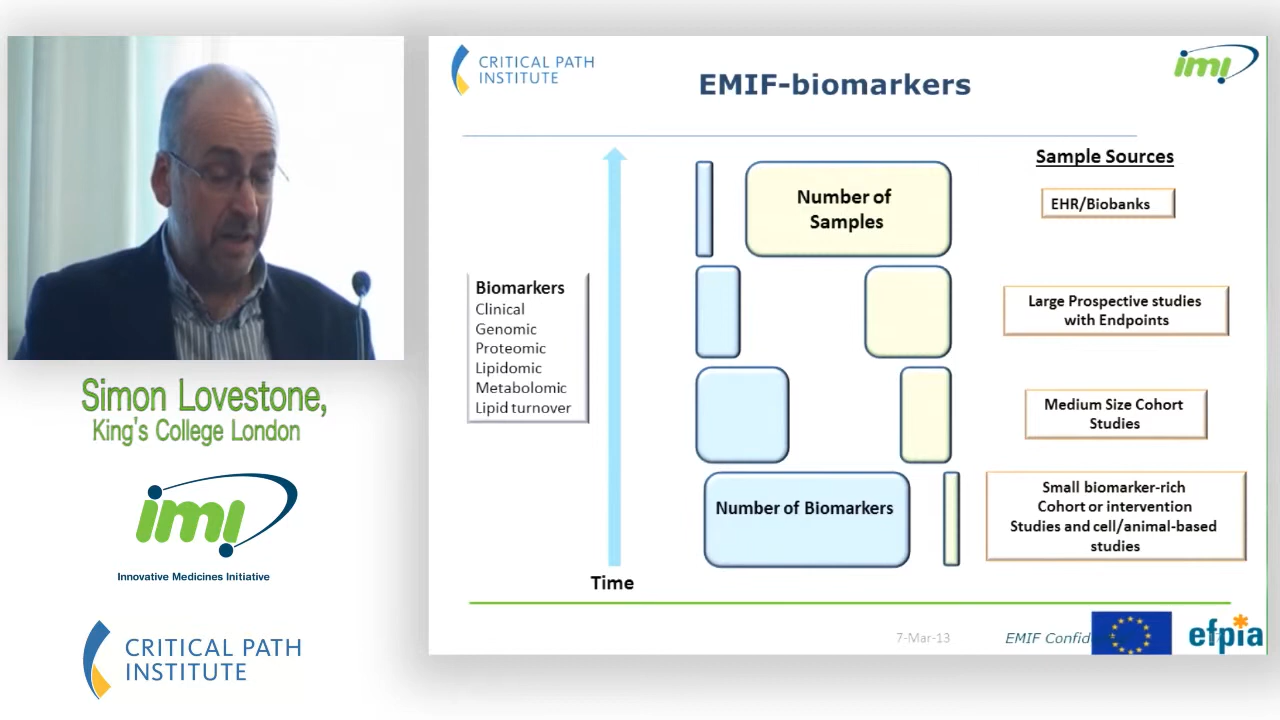 Simon Lovestone,
King's College London
imi
Innovative Medicines Initiative
CRITICAL PATH
INSTITUTE
CRITICAL PATH
INSTITUTE
EMIF-biomarkers
imi
Biomarkers
Clinical
Genomic
Proteomic
Lipidomic
Metabolomic
Lipid turnover
Time
Number of
Samples
Number of Biomarkers
Sample Sources
EHR/Biobanks
Large Prospective studies
with Endpoints
Medium Size Cohort
Studies
Small biomarker-rich
Cohort or intervention
Studies and cell/animal-based
studies
7-Mar-13
EMIF
efpia